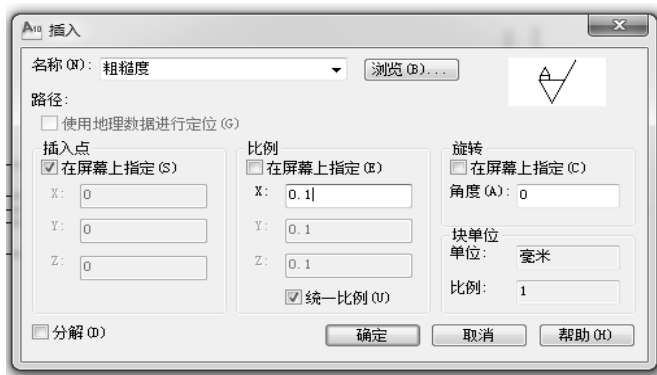 插入
名称(N): 粗糙度 浏览(B)...
路径:
使用地理数据进行定位(G)
插入点 比例 旋转
在屏幕上指定(S) 在屏幕上指定(E) 在屏幕上指定(C)
X: 0 X: 0.1 角度(A): 0
Y: 0 Y: 0.1 块单位
Z: 0 Z: 0.1 单位: 毫米
统一比例(U) 比例: 1
分解(D) 确定 取消 帮助(H)